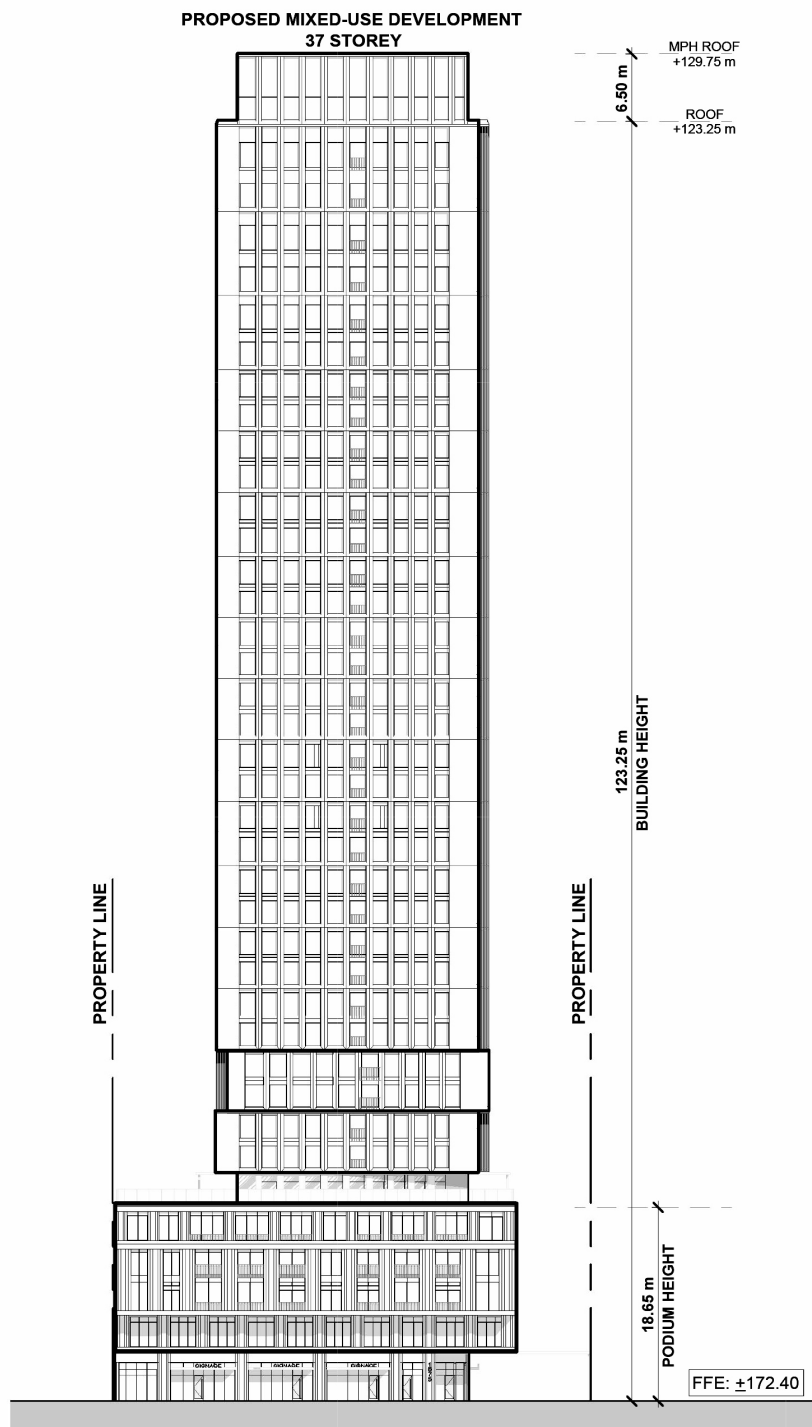 PROPOSED MIXED-USE DEVELOPMENT
37 STOREY
MPH ROOF
+129.75 m
6.50 m
ROOF
+123.25 m
123.25 m
BUILDING HEIGHT
PROPERTY LINE
PROPERTY LINE
18.65 m
PODIUM HEIGHT
SIGNAGE
SIGNAGE
SIGNAGE
1875
FFE: ±172.40